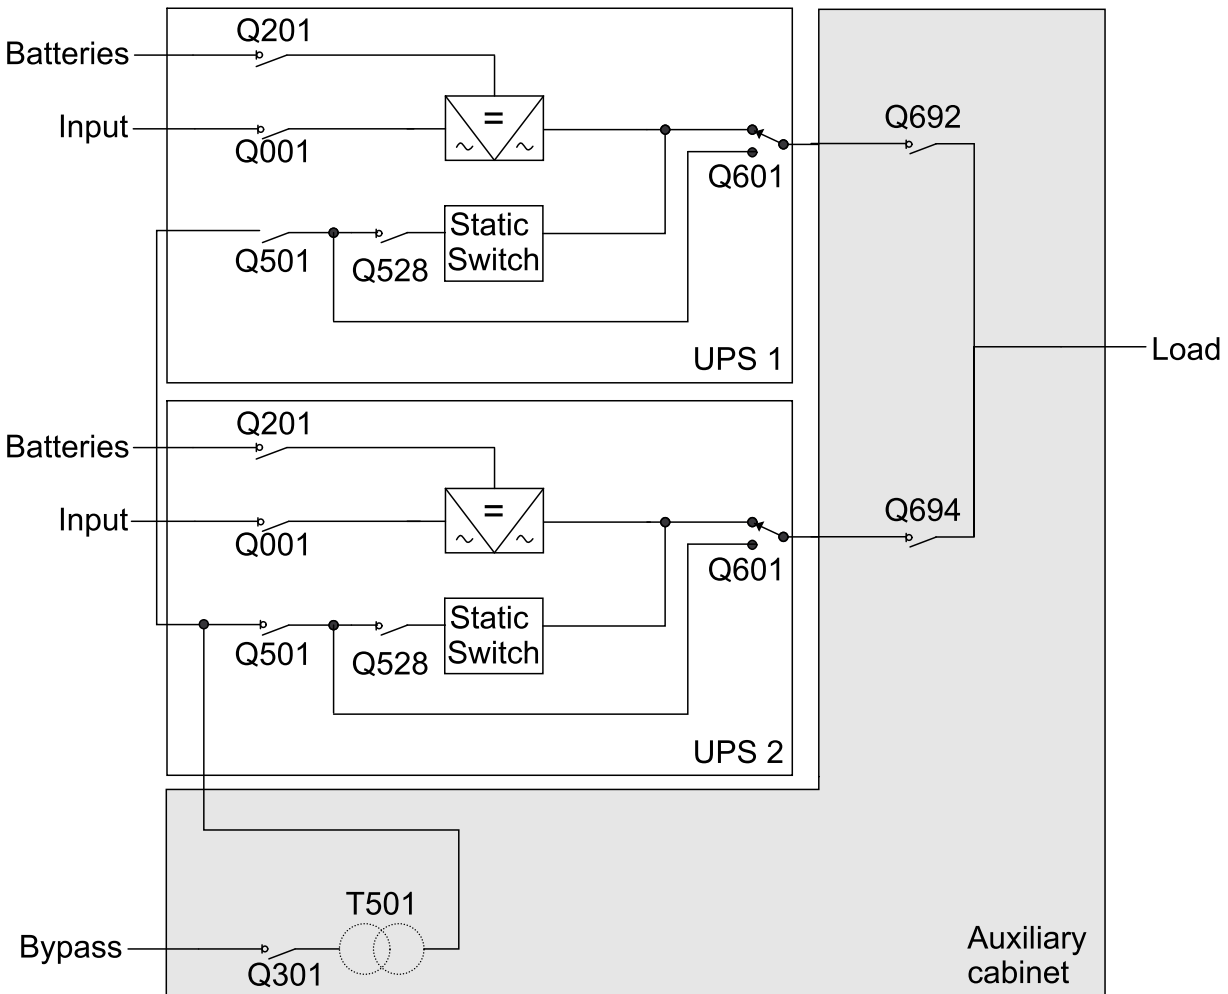 Q201
Batteries
Input
=
Q001
~ ~
Q692
Q601
Static
Switch
Q501
Q528
UPS 1
Load
Q201
Batteries
Input
=
Q001
~ ~
Q694
Q601
Static
Switch
Q501
Q528
UPS 2
T501
Bypass
Q301
Auxiliary
cabinet